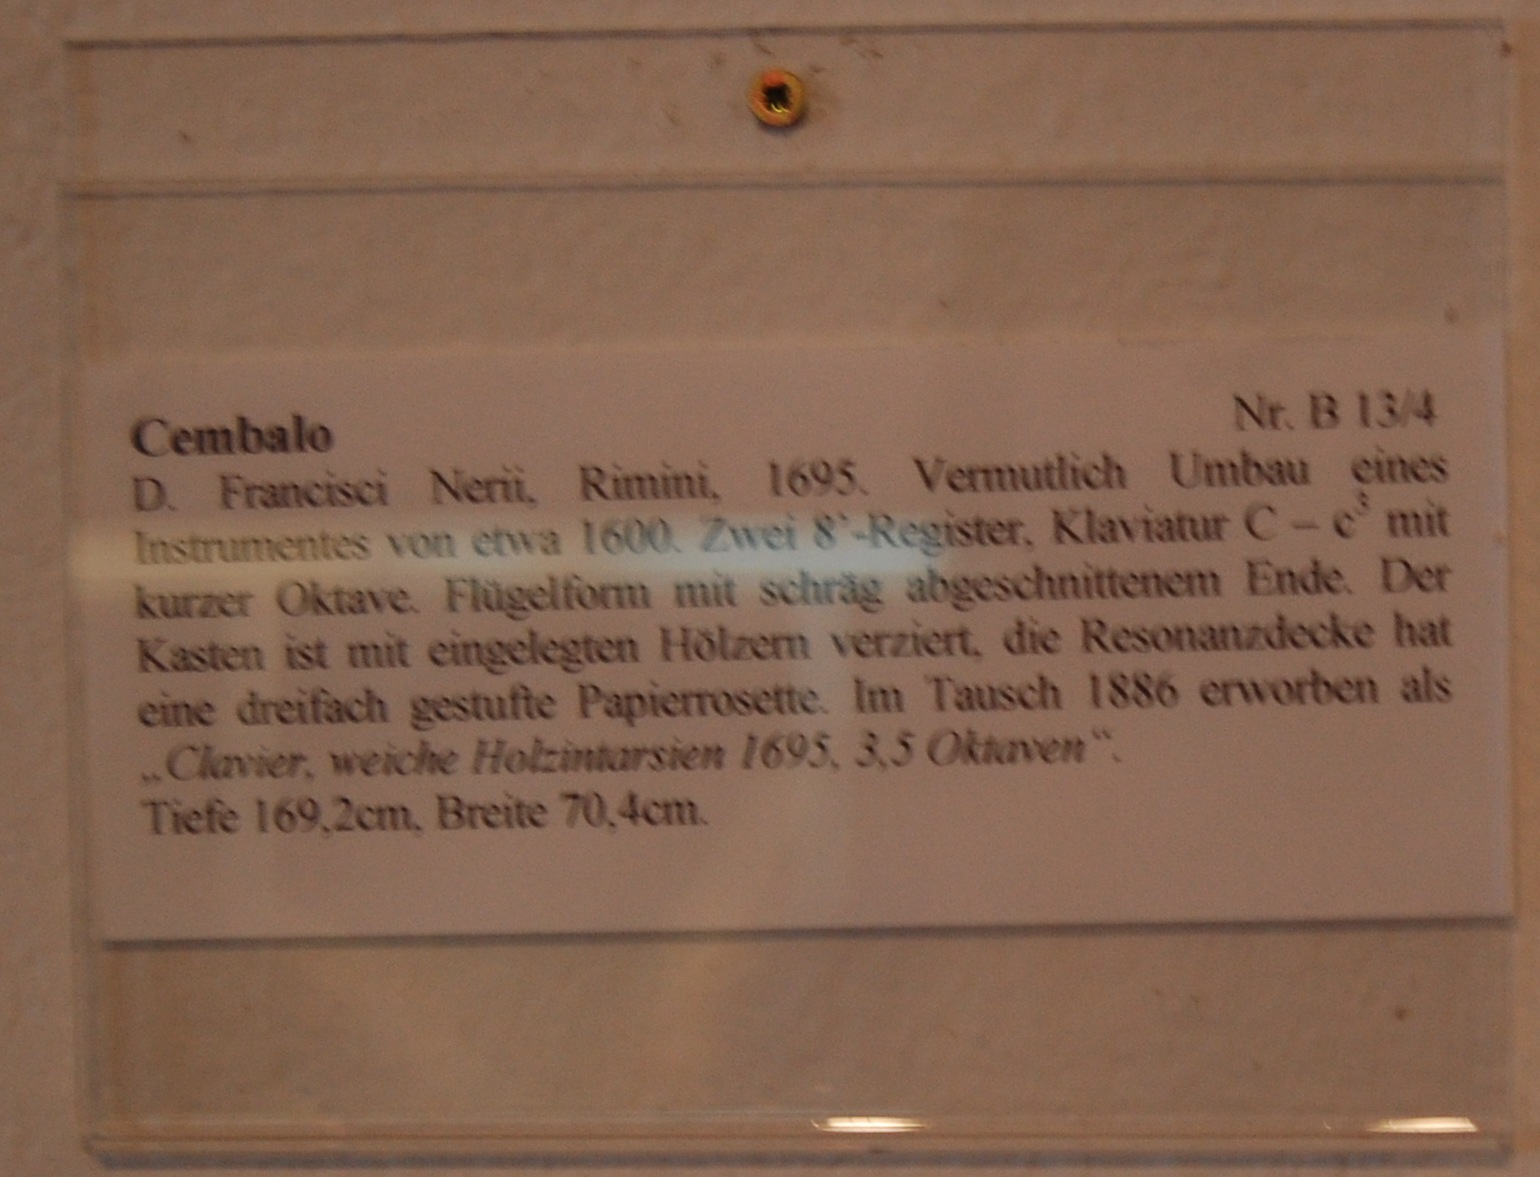 Cembalo Nr. B 13/4
D. Francisci Nerii, Rimini, 1695. Vermutlich Umbau eines
Instrumentes von etwa 1600. Zwei 8'-Register, Klaviatur C – c³ mit
kurzer Oktave. Flügelform mit schräg abgeschnittenem Ende. Der
Kasten ist mit eingelegten Hölzern verziert, die Resonanzdecke hat
eine dreifach gestufte Papierrosette. Im Tausch 1886 erworben als
„Clavier, weiche Holzintarsien 1695, 3,5 Oktaven“.
Tiefe 169,2cm, Breite 70,4cm.